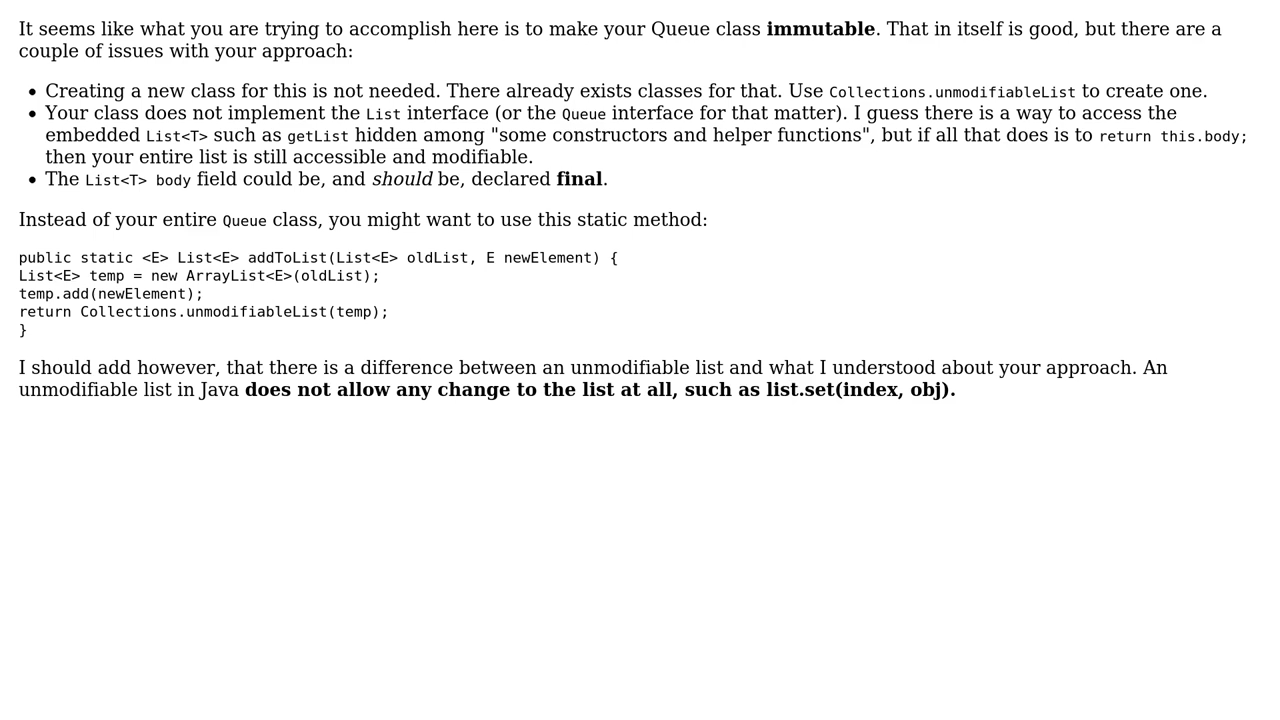 It seems like what you are trying to accomplish here is to make your Queue class immutable. That in itself is good, but there are a
couple of issues with your approach:
Creating a new class for this is not needed. There already exists classes for that. Use Collections.unmodifiableList to create one.
Your class does not implement the List interface (or the Queue interface for that matter). I guess there is a way to access the
embedded List<T> such as getList hidden among "some constructors and helper functions", but if all that does is to return this.body;
then your entire list is still accessible and modifiable.
The List<T> body field could be, and should be, declared final.
Instead of your entire Queue class, you might want to use this static method:
public static <E> List<E> addToList(List<E> oldList, E newElement) {
List<E> temp = new ArrayList<E>(oldList);
temp.add(newElement);
return Collections.unmodifiableList(temp);
}
I should add however, that there is a difference between an unmodifiable list and what I understood about your approach. An
unmodifiable list in Java does not allow any change to the list at all, such as list.set(index, obj).